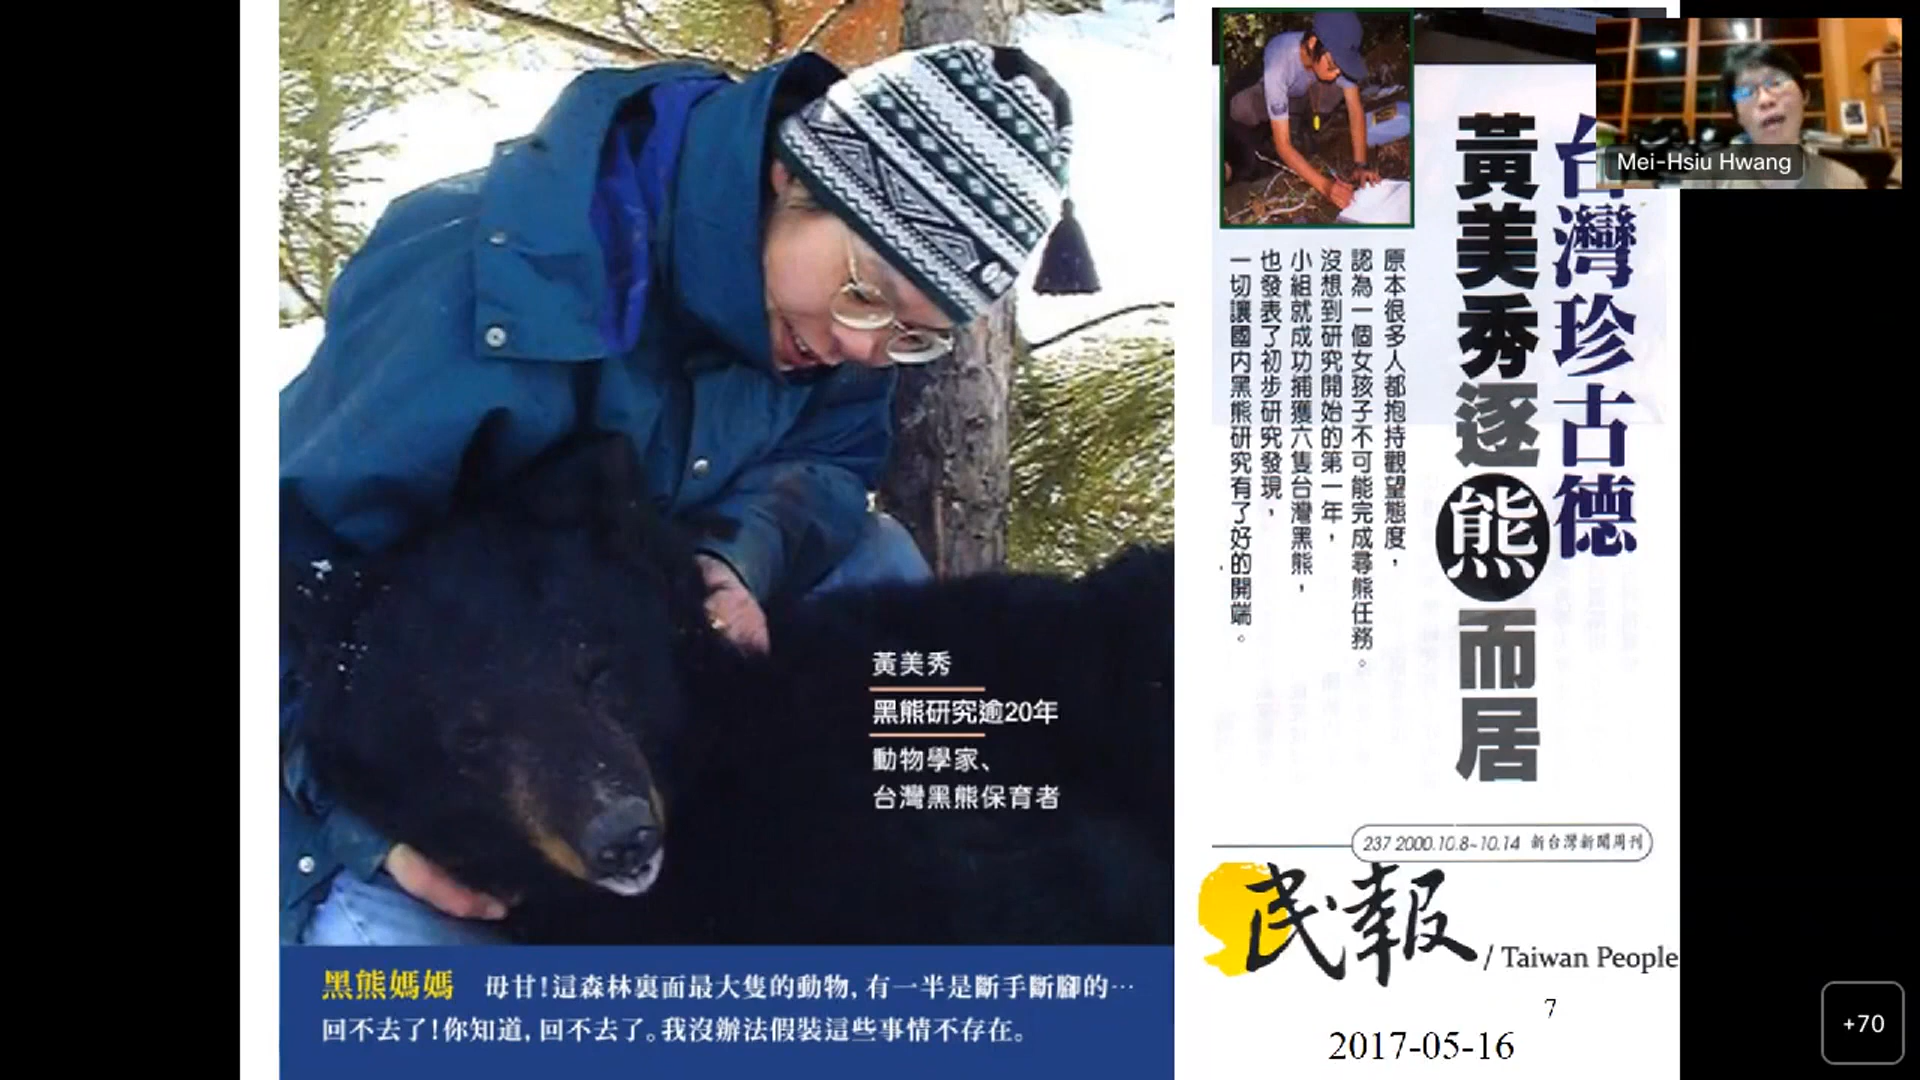 黃美秀
黑熊研究逾20年
動物學家、
台灣黑熊保育者
黑熊媽媽 毋甘!這森林裏面最大隻的動物,有一半是斷手斷腳的…
回不去了!你知道,回不去了。我沒辦法假裝這些事情不存在。
台灣珍古德
黃美秀逐熊而居
原本很多人都抱持觀望態度,
認為一個女孩子不可能完成尋熊任務。
沒想到研究開始的第一年,
小組就成功捕獲六隻台灣黑熊,
也發表了初步研究發現,
一切讓國內黑熊研究有了好的開端。
237 2000.10.8~10.14 新台灣新聞周刊
民報 / Taiwan People
7
2017-05-16
Mei-Hsiu Hwang
+70